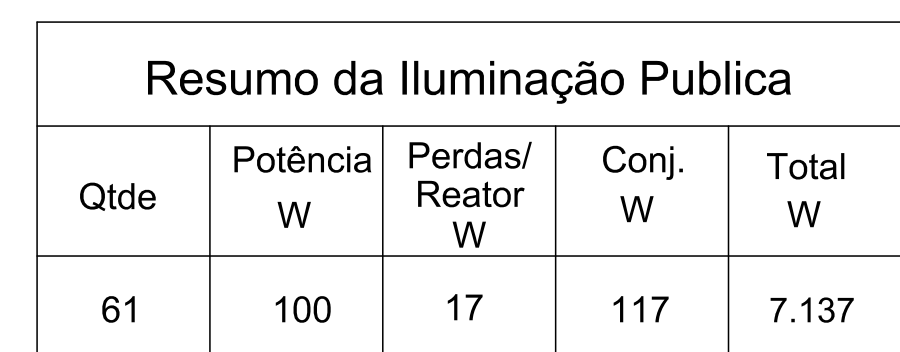 Resumo da Iluminação Publica
Qtde
Potência
W
Perdas/
Reator
W
Conj.
W
Total
W
61
100
17
117
7.137